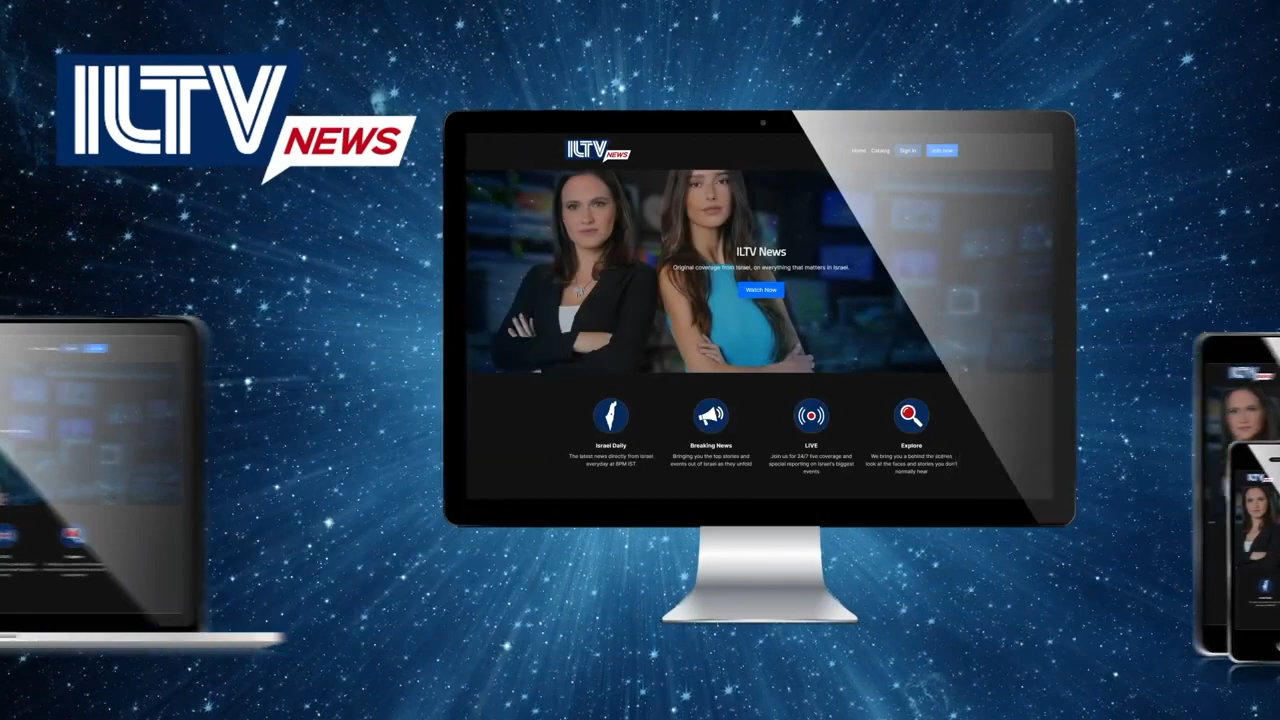 ILTV
NEWS
ILTV
NEWS
Home Catalog Sign In Join now
ILTV News
Original coverage from Israel, on everything that matters in Israel.
Watch Now
Israel Daily
The latest news directly from Israel
everyday at 8PM IST
Breaking News
Bringing you the top stories and
events out of Israel as they unfold
LIVE
Join us for 24/7 live coverage and
special reporting on Israel's biggest
events
Explore
We bring you a behind the scenes
look at the faces and stories you don't
normally hear